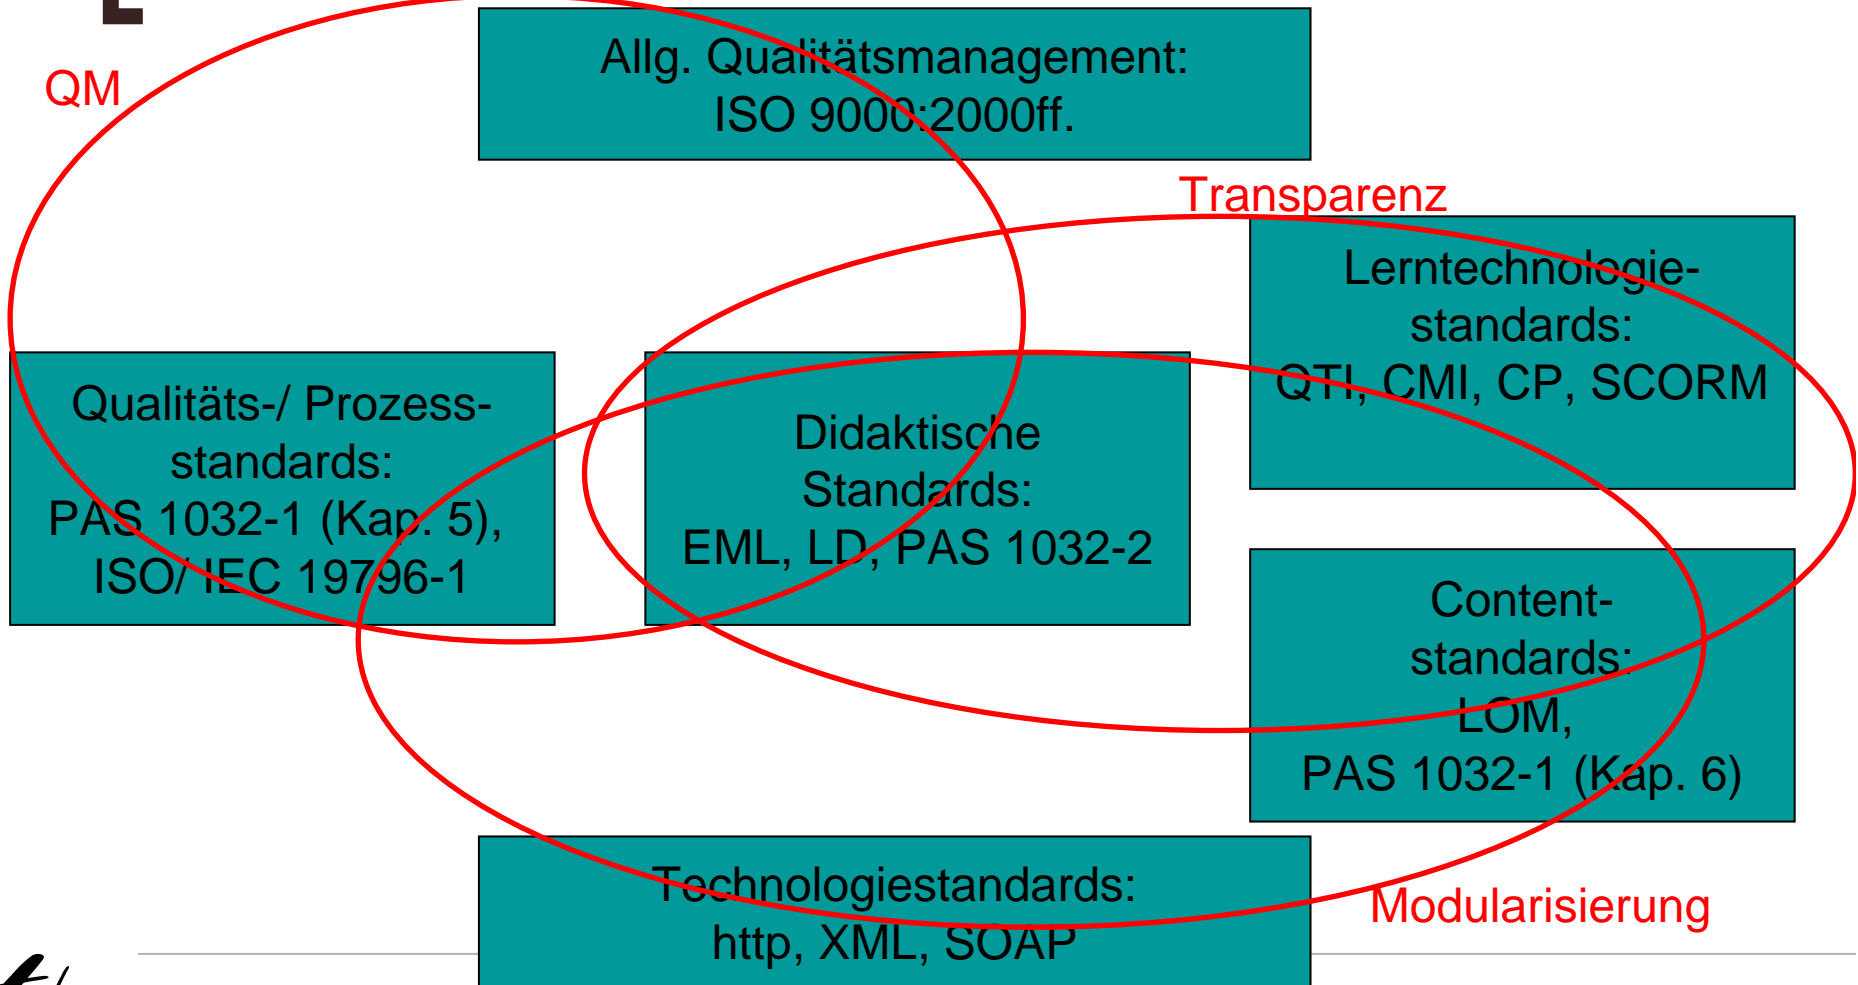 Allg. Qualitätsmanagement:
ISO 9000:2000ff.
QM
Transparenz
Lerntechnologie-
standards:
QTI, CMI, CP, SCORM
Qualitäts-/ Prozess-
standards:
PAS 1032-1 (Kap. 5),
ISO/ IEC 19796-1
Didaktische
Standards:
EML, LD, PAS 1032-2
Content-
standards:
LOM,
PAS 1032-1 (Kap. 6)
Technologiestandards:
http, XML, SOAP
Modularisierung